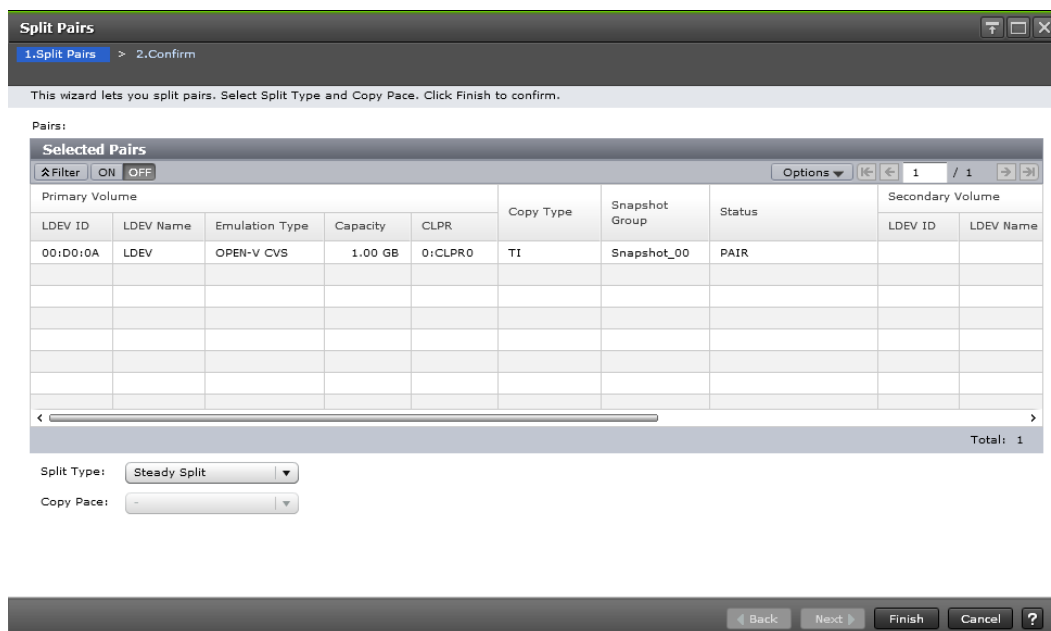 Split Pairs
1.Split Pairs > 2.Confirm
This wizard lets you split pairs. Select Split Type and Copy Pace. Click Finish to confirm.
Pairs:
Selected Pairs
Filter ON OFF Options 1 / 1
Primary Volume Copy Type Snapshot Group Status Secondary Volume
LDEV ID LDEV Name Emulation Type Capacity CLPR LDEV ID LDEV Name
00:D0:0A LDEV OPEN-V CVS 1.00 GB 0:CLPR0 TI Snapshot_00 PAIR
Total: 1
Split Type: Steady Split
Copy Pace: -
Back Next Finish Cancel ?